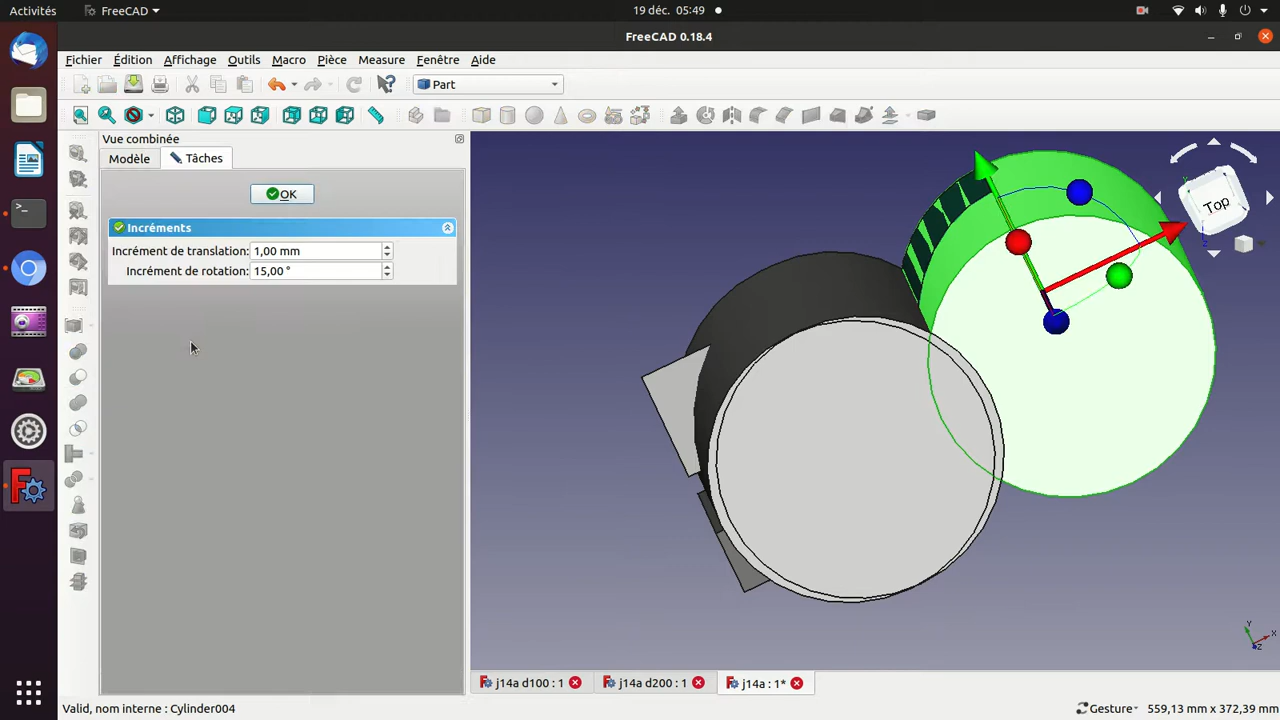 Activités
FreeCAD
19 déc. 05:49
FreeCAD 0.18.4
Fichier Édition Affichage Outils Macro Pièce Mesure Fenêtre Aide
Part
Vue combinée
Modèle Tâches
OK
Incréments
Incrément de translation: 1,00 mm
Incrément de rotation: 15,00 °
Top
Y
X
Z
j14a d100 : 1 j14a d200 : 1 j14a : 1*
Valid, nom interne : Cylinder004
Gesture 559,13 mm x 372,39 mm